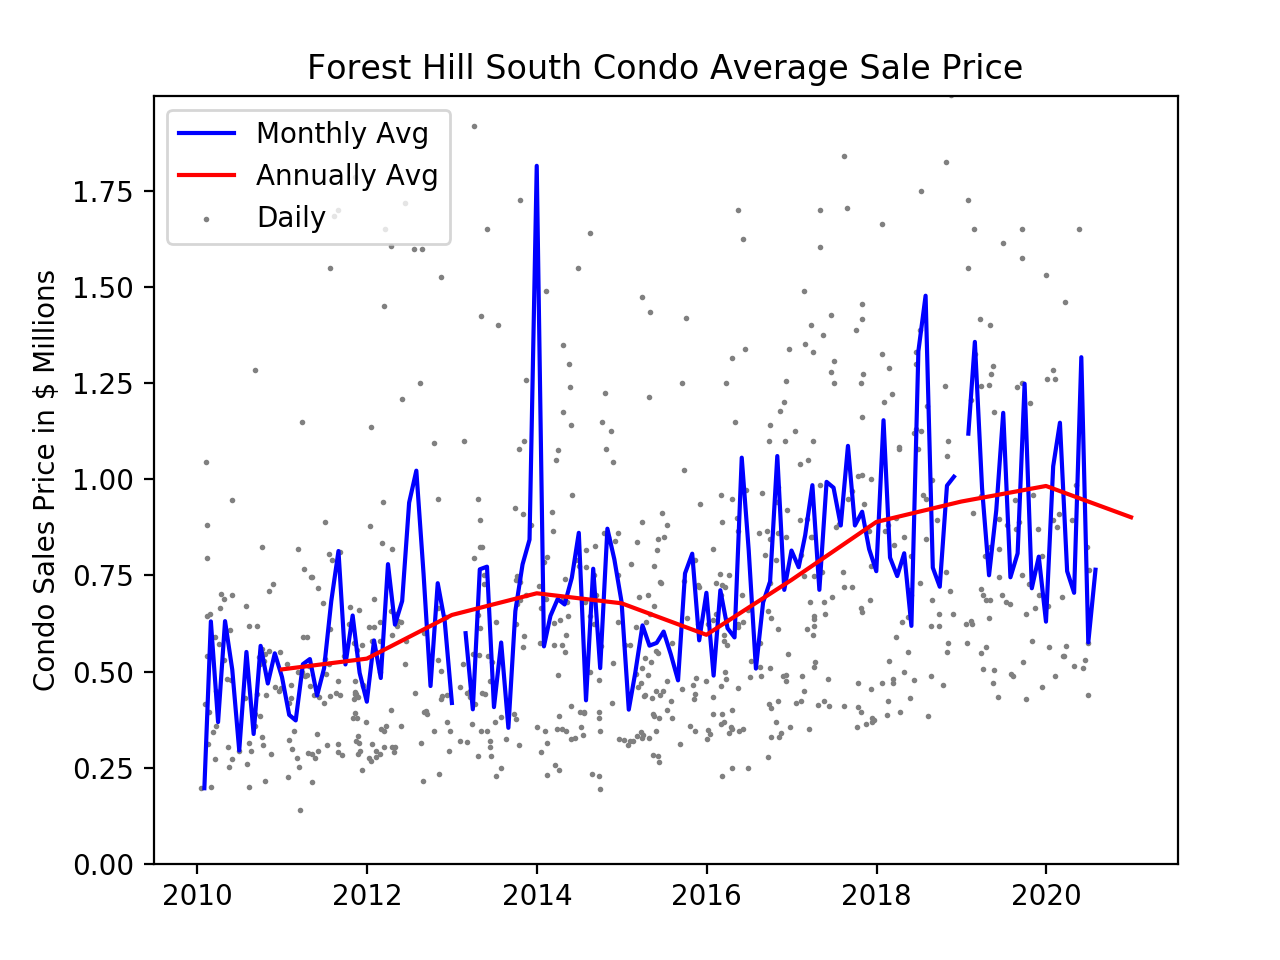 Forest Hill South Condo Average Sale Price
Monthly Avg
Annually Avg
Daily
Condo Sales Price in $ Millions
1.75
1.50
1.25
1.00
0.75
0.50
0.25
0.00
2010 2012 2014 2016 2018 2020